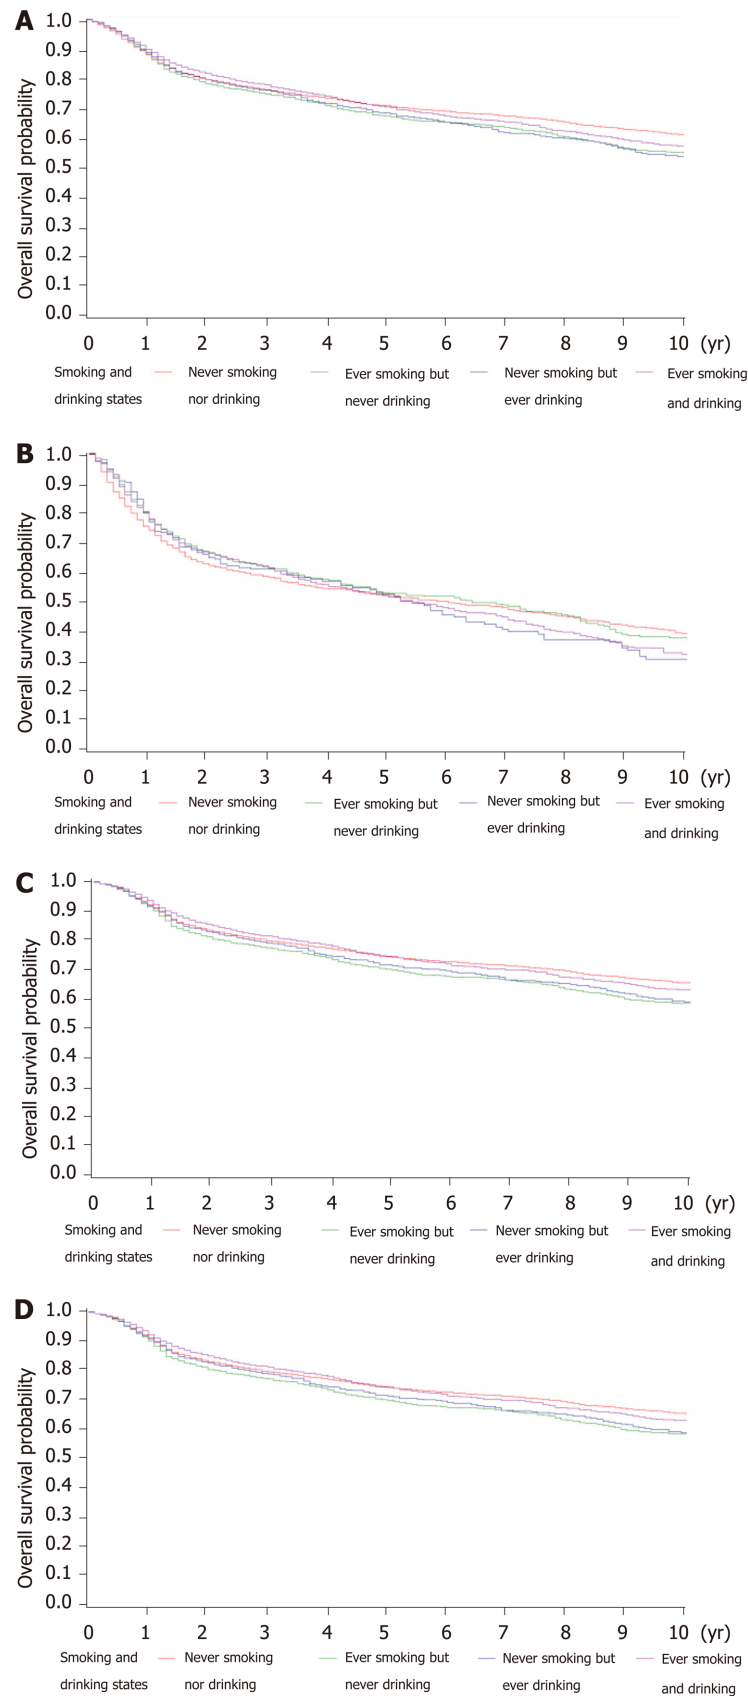 A
Overall survival probability
1.0
0.9
0.8
0.7
0.6
0.5
0.4
0.3
0.2
0.1
0.0
0 1 2 3 4 5 6 7 8 9 10 (yr)
Smoking and Never smoking Ever smoking but Never smoking but Ever smoking
drinking states nor drinking never drinking ever drinking and drinking
B
Overall survival probability
1.0
0.9
0.8
0.7
0.6
0.5
0.4
0.3
0.2
0.1
0.0
0 1 2 3 4 5 6 7 8 9 10 (yr)
Smoking and Never smoking Ever smoking but Never smoking but Ever smoking
drinking states nor drinking never drinking ever drinking and drinking
C
Overall survival probability
1.0
0.9
0.8
0.7
0.6
0.5
0.4
0.3
0.2
0.1
0.0
0 1 2 3 4 5 6 7 8 9 10 (yr)
Smoking and Never smoking Ever smoking but Never smoking but Ever smoking
drinking states nor drinking never drinking ever drinking and drinking
D
Overall survival probability
1.0
0.9
0.8
0.7
0.6
0.5
0.4
0.3
0.2
0.1
0.0
0 1 2 3 4 5 6 7 8 9 10 (yr)
Smoking and Never smoking Ever smoking but Never smoking but Ever smoking
drinking states nor drinking never drinking ever drinking and drinking